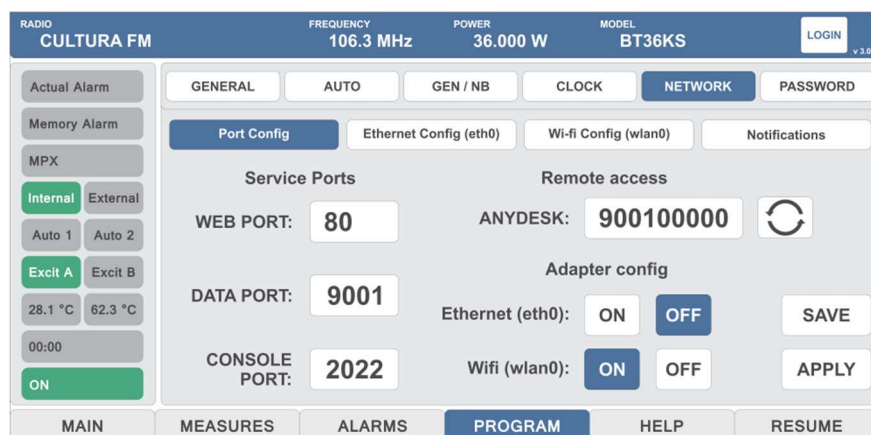 RADIO FREQUENCY POWER MODEL
CULTURA FM 106.3 MHz 36.000 W BT36KS LOGIN
v 3.0
Actual Alarm
Memory Alarm
MPX
Internal External
Auto 1 Auto 2
Excit A Excit B
28.1 °C 62.3 °C
00:00
ON
GENERAL AUTO GEN / NB CLOCK NETWORK PASSWORD
Port Config Ethernet Config (eth0) Wi-fi Config (wlan0) Notifications
Service Ports
WEB PORT: 80
DATA PORT: 9001
CONSOLE
PORT: 2022
Remote access
ANYDESK: 900100000
Adapter config
Ethernet (eth0): ON OFF SAVE
Wifi (wlan0): ON OFF APPLY
MAIN MEASURES ALARMS PROGRAM HELP RESUME